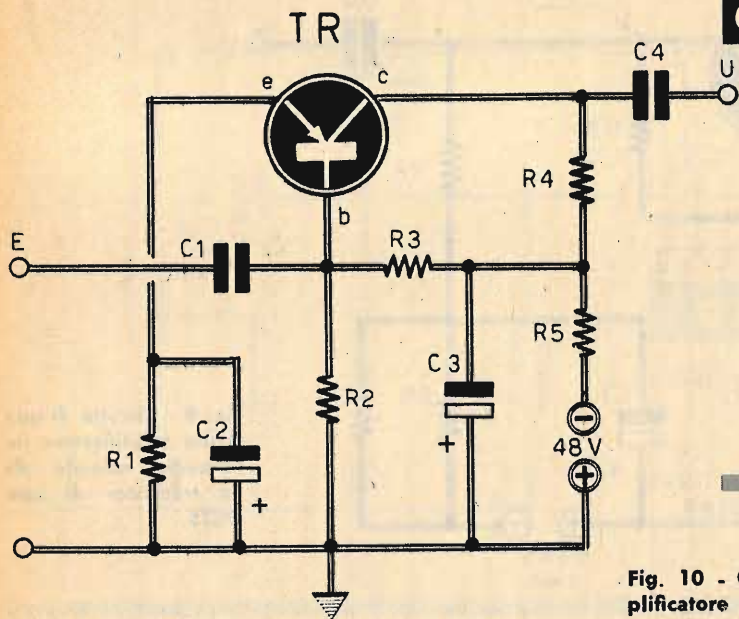 TR
e
c
C4
U
R4
b
E
C1
R3
R5
C3
R2
C2
R1
+
+
−
48 V
+
Fig. 10 -
plificatore